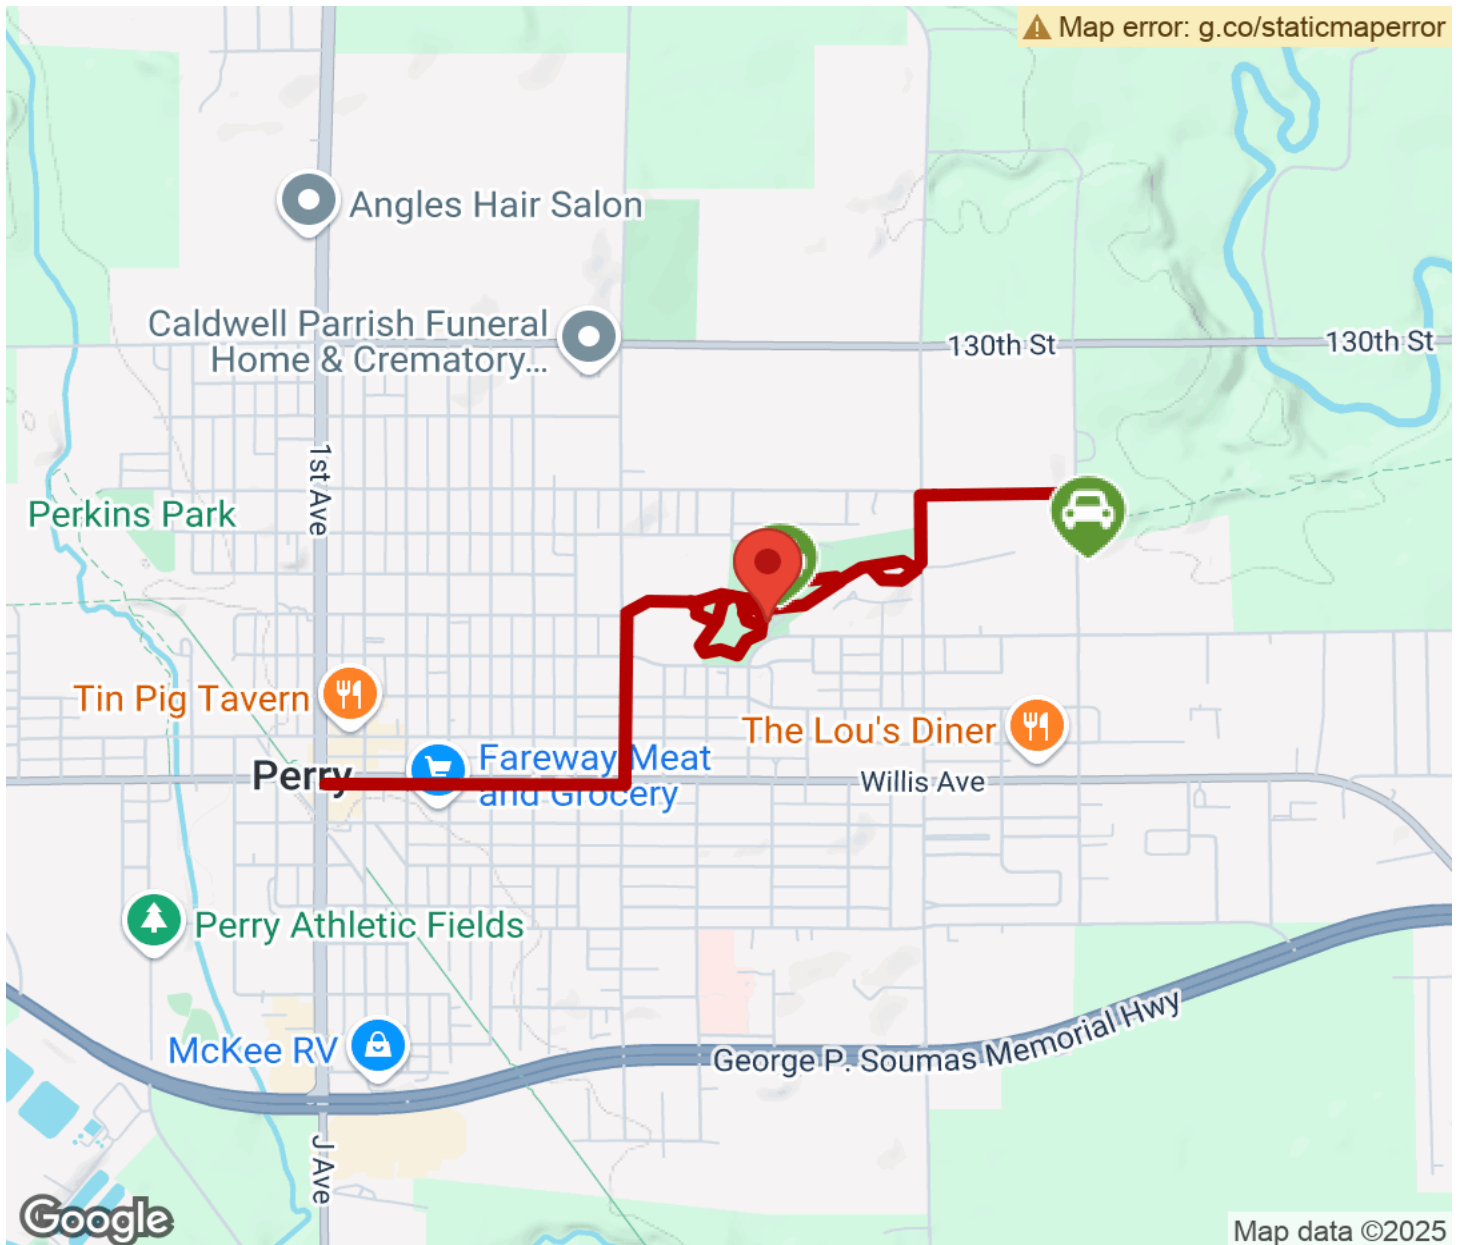 Map error: g.co/staticmaperror
Angles Hair Salon
Caldwell Parrish Funeral
Home & Crematory...
130th St
130th St
1st Ave
Perkins Park
Tin Pig Tavern
The Lou's Diner
Fareway Meat
and Grocery
Perry
Willis Ave
Perry Athletic Fields
McKee RV
George P. Soumas Memorial Hwy
J Ave
Google
Map data ©2025